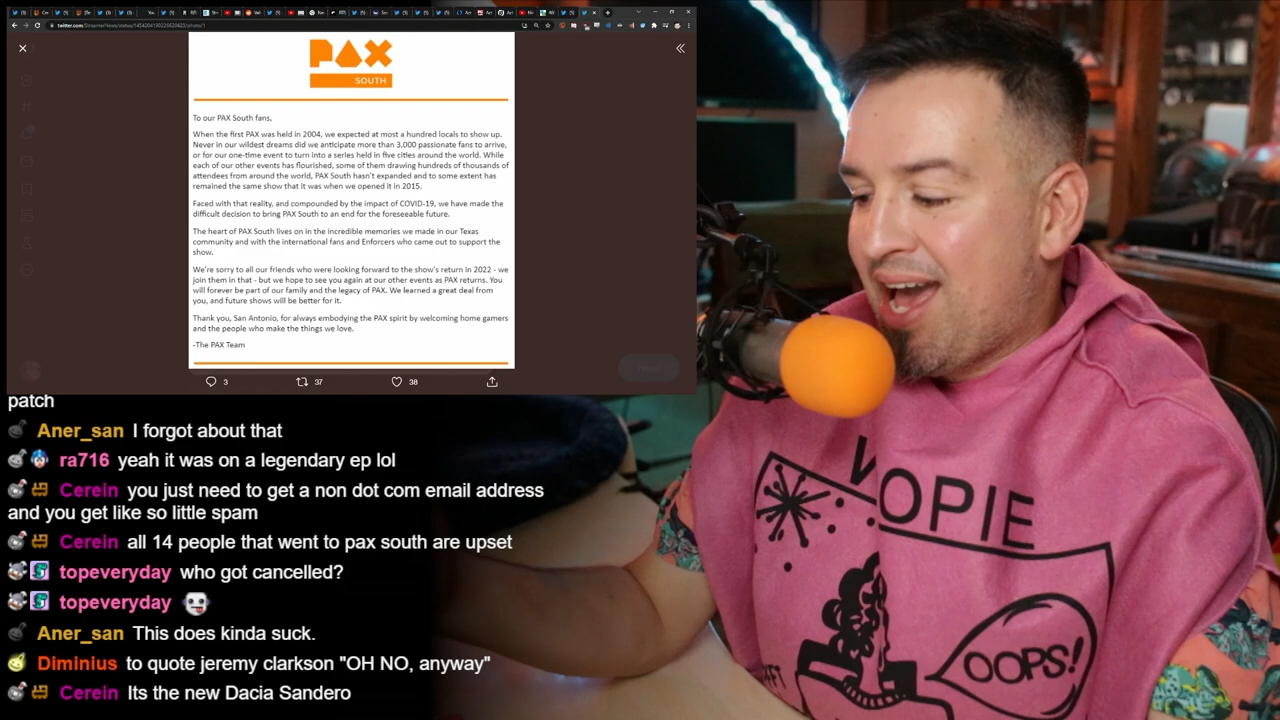 twitter.com/StreamerNews/status/1454204190220820423/photo/1
PAX
SOUTH
To our PAX South fans,
When the first PAX was held in 2004, we expected at most a hundred locals to show up.
Never in our wildest dreams did we anticipate more than 3,000 passionate fans to arrive,
or for our one-time event to turn into a series held in five cities around the world. While
each of our other events has flourished, some of them drawing hundreds of thousands of
attendees from around the world, PAX South hasn't expanded and to some extent has
remained the same show that it was when we opened it in 2015.
Faced with that reality, and compounded by the impact of COVID-19, we have made the
difficult decision to bring PAX South to an end for the foreseeable future.
The heart of PAX South lives on in the incredible memories we made in our Texas
community and with the international fans and Enforcers who came out to support the
show.
We're sorry to all our friends who were looking forward to the show's return in 2022 - we
join them in that - but we hope to see you again at our other events as PAX returns. You
will forever be part of our family and the legacy of PAX. We learned a great deal from
you, and future shows will be better for it.
Thank you, San Antonio, for always embodying the PAX spirit by welcoming home gamers
and the people who make the things we love.
-The PAX Team
3 37 38
patch
Aner_san I forgot about that
ra716 yeah it was on a legendary ep lol
Cerein you just need to get a non dot com email address
and you get like so little spam
Cerein all 14 people that went to pax south are upset
topeveryday who got cancelled?
topeveryday
Aner_san This does kinda suck.
Diminius to quote jeremy clarkson "OH NO, anyway"
Cerein Its the new Dacia Sandero
OOPS!